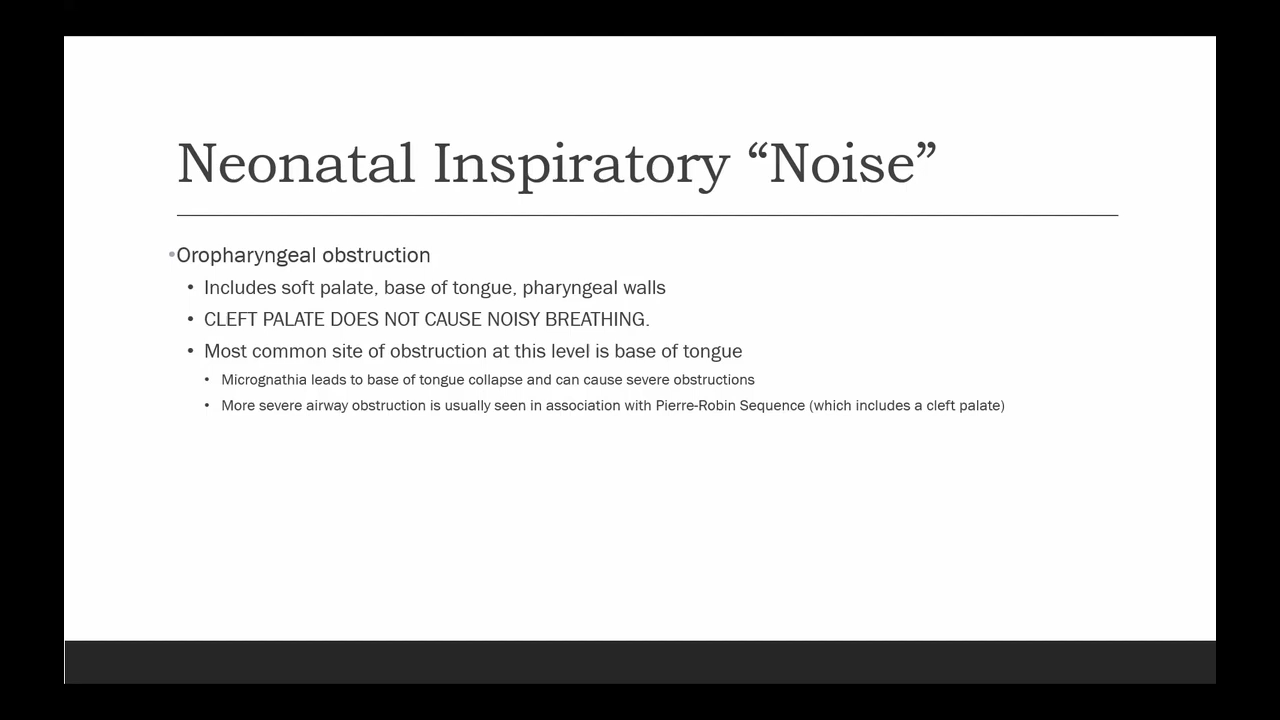 Neonatal Inspiratory “Noise”
•Oropharyngeal obstruction
• Includes soft palate, base of tongue, pharyngeal walls
• CLEFT PALATE DOES NOT CAUSE NOISY BREATHING.
• Most common site of obstruction at this level is base of tongue
• Micrognathia leads to base of tongue collapse and can cause severe obstructions
• More severe airway obstruction is usually seen in association with Pierre-Robin Sequence (which includes a cleft palate)